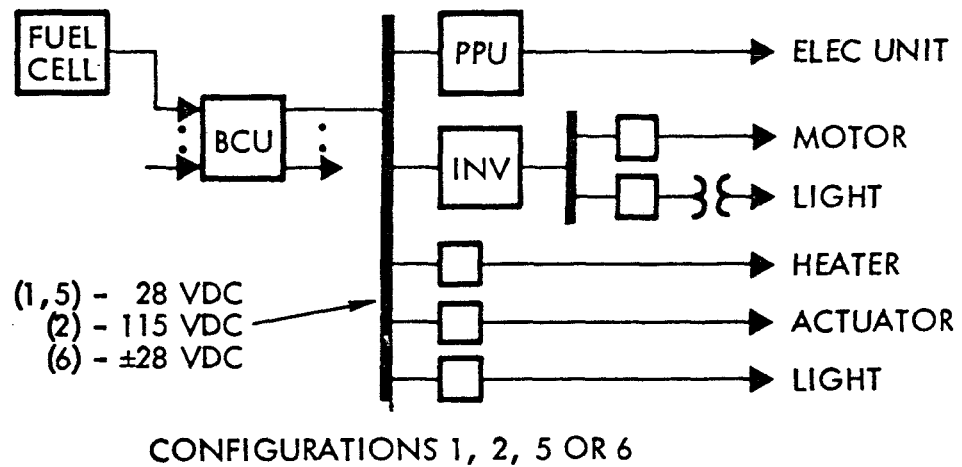 FUEL
CELL
BCU
PPU
ELEC UNIT
INV
MOTOR
LIGHT
HEATER
ACTUATOR
LIGHT
(1,5) - 28 VDC
(2) - 115 VDC
(6) - ±28 VDC
CONFIGURATIONS 1, 2, 5 OR 6